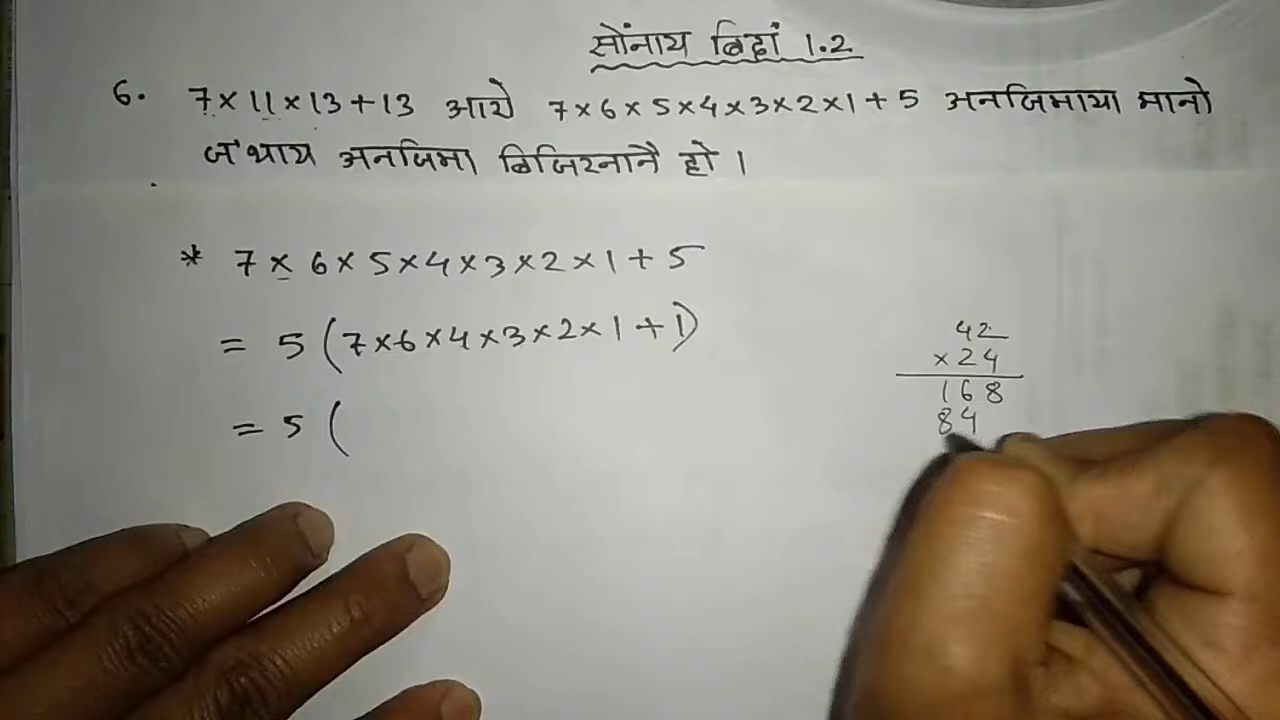 सोंनाय बिदां 1.2
6. 7×11×13+13 आरो 7×6×5×4×3×2×1+5 अनजिमाया मानो
ज'थाय अनजिमा बिजिरनानै हो ।
* 7×6×5×4×3×2×1+5
= 5(7×6×4×3×2×1+1)
= 5(
42
×24
168
84